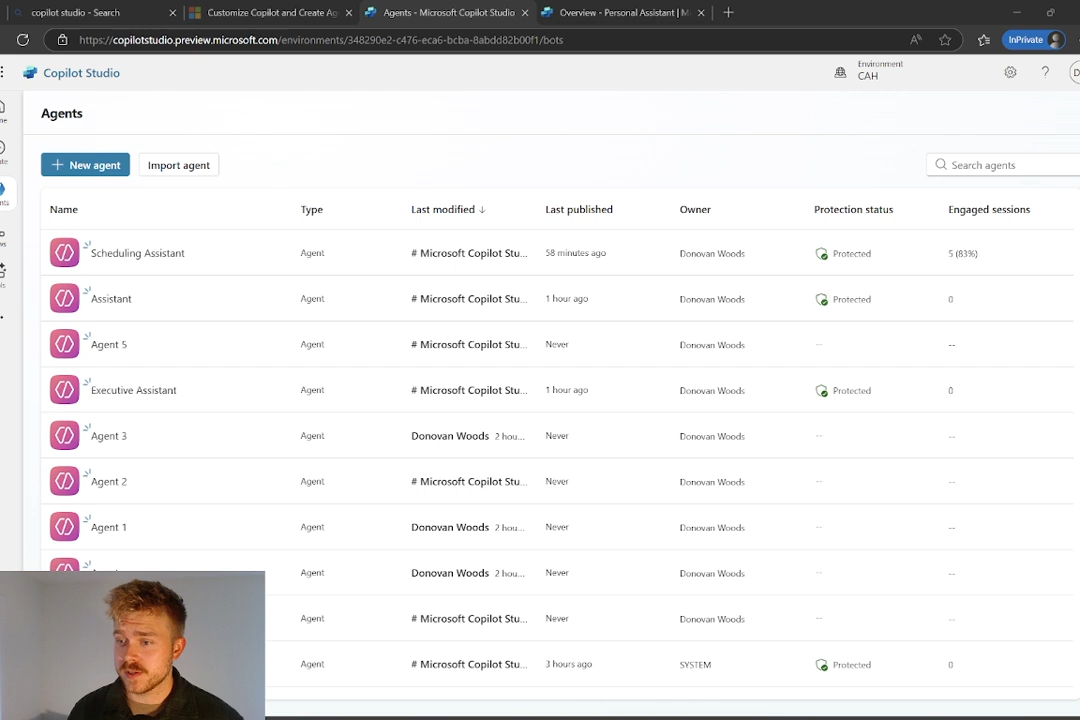 copilot studio - Search
Customize Copilot and Create Ag
Agents - Microsoft Copilot Studio
Overview - Personal Assistant | M
https://copilotstudio.preview.microsoft.com/environments/348290e2-c476-eca6-bcba-8abdd82b00f1/bots
InPrivate
Copilot Studio
Environment
CAH
Agents
New agent
Import agent
Search agents
Name Type Last modified ↓ Last published Owner Protection status Engaged sessions
Scheduling Assistant Agent # Microsoft Copilot Stu... 58 minutes ago Donovan Woods Protected 5 (83%)
Assistant Agent # Microsoft Copilot Stu... 1 hour ago Donovan Woods Protected 0
Agent 5 Agent # Microsoft Copilot Stu... Never Donovan Woods -- --
Executive Assistant Agent # Microsoft Copilot Stu... 1 hour ago Donovan Woods Protected 0
Agent 3 Agent Donovan Woods 2 hou... Never Donovan Woods -- --
Agent 2 Agent # Microsoft Copilot Stu... Never Donovan Woods -- --
Agent 1 Agent Donovan Woods 2 hou... Never Donovan Woods -- --
Agent Donovan Woods 2 hou... Never Donovan Woods -- --
Agent # Microsoft Copilot Stu... Never Donovan Woods -- --
Agent # Microsoft Copilot Stu... 3 hours ago SYSTEM Protected 0